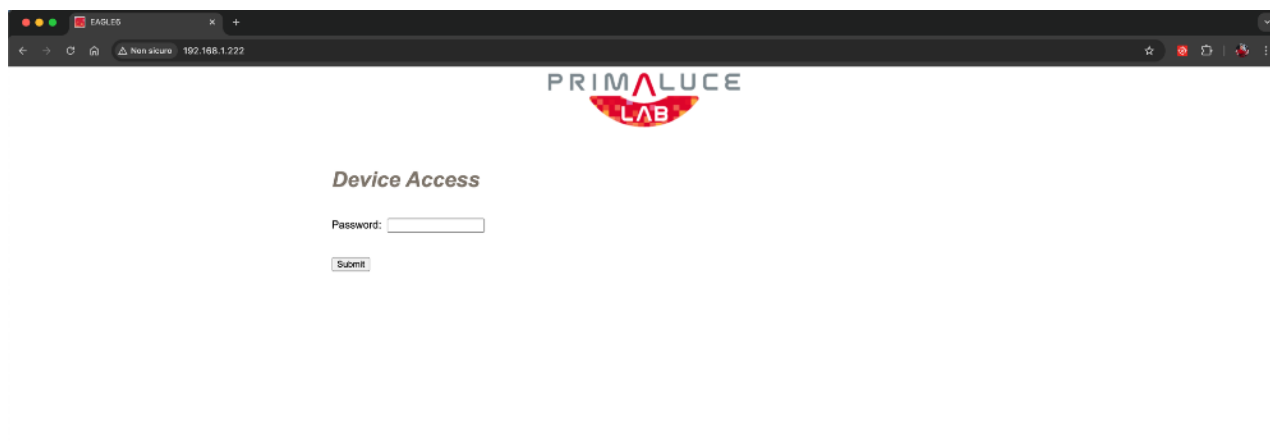 EAGLE6
Non sicuro 192.168.1.222
PRIMALUCE
LAB
Device Access
Password:
Submit